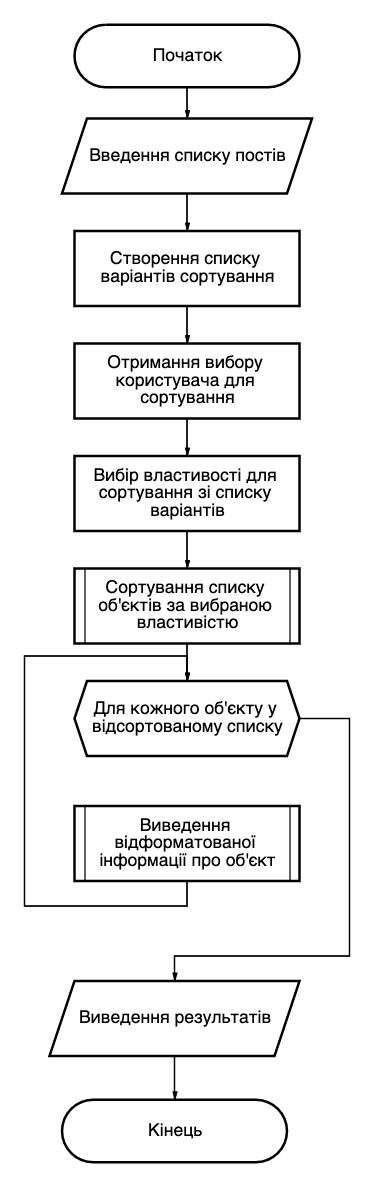 Початок
Введення списку постів
Створення списку
варіантів сортування
Отримання вибору
користувача для
сортування
Вибір властивості для
сортування зі списку
варіантів
Сортування списку
об'єктів за вибраною
властивістю
Для кожного об'єкту у
відсортованому списку
Виведення
відформатованої
інформації про об'єкт
Виведення результатів
Кінець